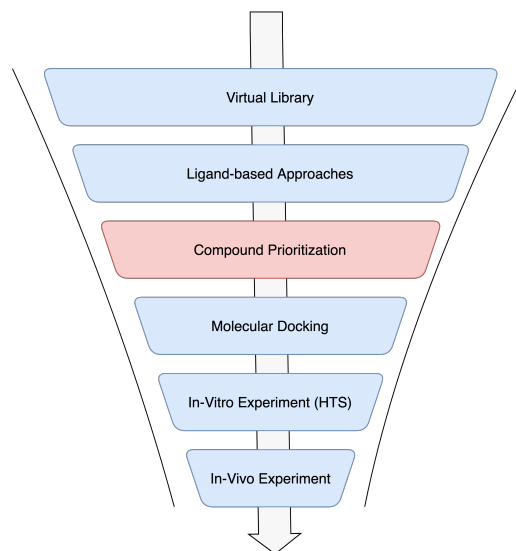 Virtual Library
Ligand-based Approaches
Compound Prioritization
Molecular Docking
In-Vitro Experiment (HTS)
In-Vivo Experiment